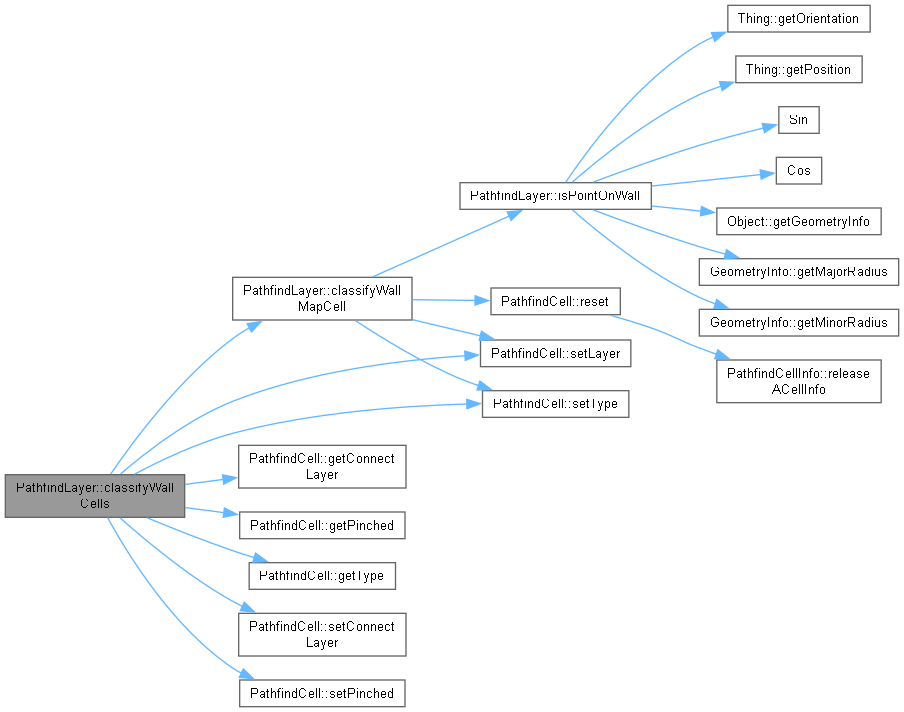 Thing::getOrientation
Thing::getPosition
Sin
Cos
PathfindLayer::isPointOnWall
Object::getGeometryInfo
GeometryInfo::getMajorRadius
PathfindLayer::classifyWall
MapCell
PathfindCell::reset
GeometryInfo::getMinorRadius
PathfindCell::setLayer
PathfindCellInfo::release
ACellInfo
PathfindCell::setType
PathfindCell::getConnect
Layer
PathfindLayer::classifyWall
Cells
PathfindCell::getPinched
PathfindCell::getType
PathfindCell::setConnect
Layer
PathfindCell::setPinched